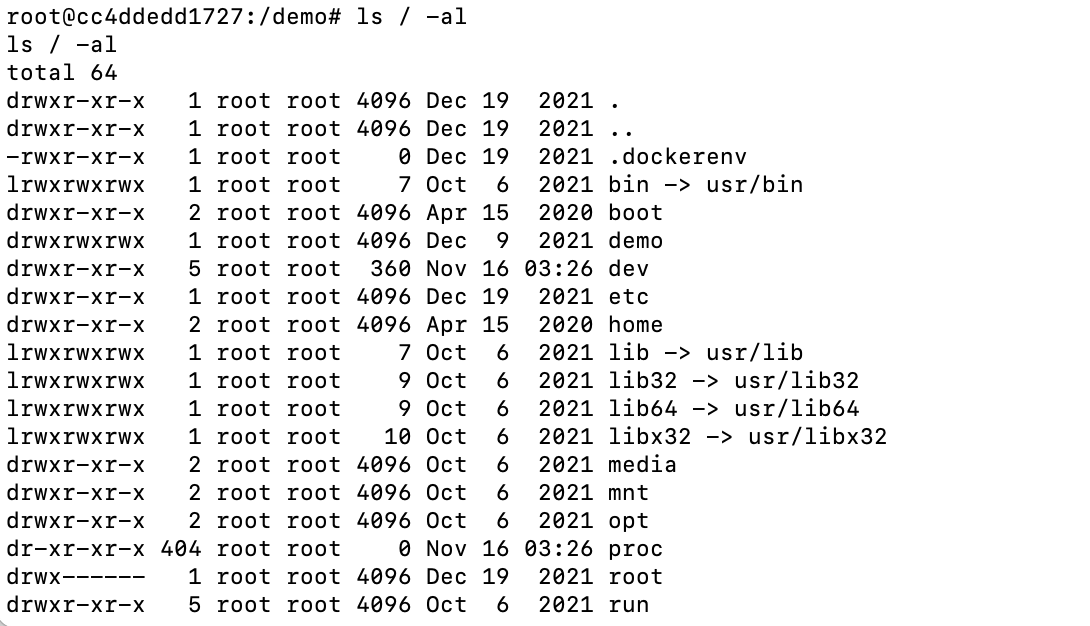 root@cc4ddedd1727:/demo# ls / -al
ls / -al
total 64
drwxr-xr-x   1 root root 4096 Dec 19  2021 .
drwxr-xr-x   1 root root 4096 Dec 19  2021 ..
-rwxr-xr-x   1 root root    0 Dec 19  2021 .dockerenv
lrwxrwxrwx   1 root root    7 Oct  6  2021 bin -> usr/bin
drwxr-xr-x   2 root root 4096 Apr 15  2020 boot
drwxrwxrwx   1 root root 4096 Dec  9  2021 demo
drwxr-xr-x   5 root root  360 Nov 16 03:26 dev
drwxr-xr-x   1 root root 4096 Dec 19  2021 etc
drwxr-xr-x   2 root root 4096 Apr 15  2020 home
lrwxrwxrwx   1 root root    7 Oct  6  2021 lib -> usr/lib
lrwxrwxrwx   1 root root    9 Oct  6  2021 lib32 -> usr/lib32
lrwxrwxrwx   1 root root    9 Oct  6  2021 lib64 -> usr/lib64
lrwxrwxrwx   1 root root   10 Oct  6  2021 libx32 -> usr/libx32
drwxr-xr-x   2 root root 4096 Oct  6  2021 media
drwxr-xr-x   2 root root 4096 Oct  6  2021 mnt
drwxr-xr-x   2 root root 4096 Oct  6  2021 opt
dr-xr-xr-x 404 root root    0 Nov 16 03:26 proc
drwx------   1 root root 4096 Dec 19  2021 root
drwxr-xr-x   5 root root 4096 Oct  6  2021 run